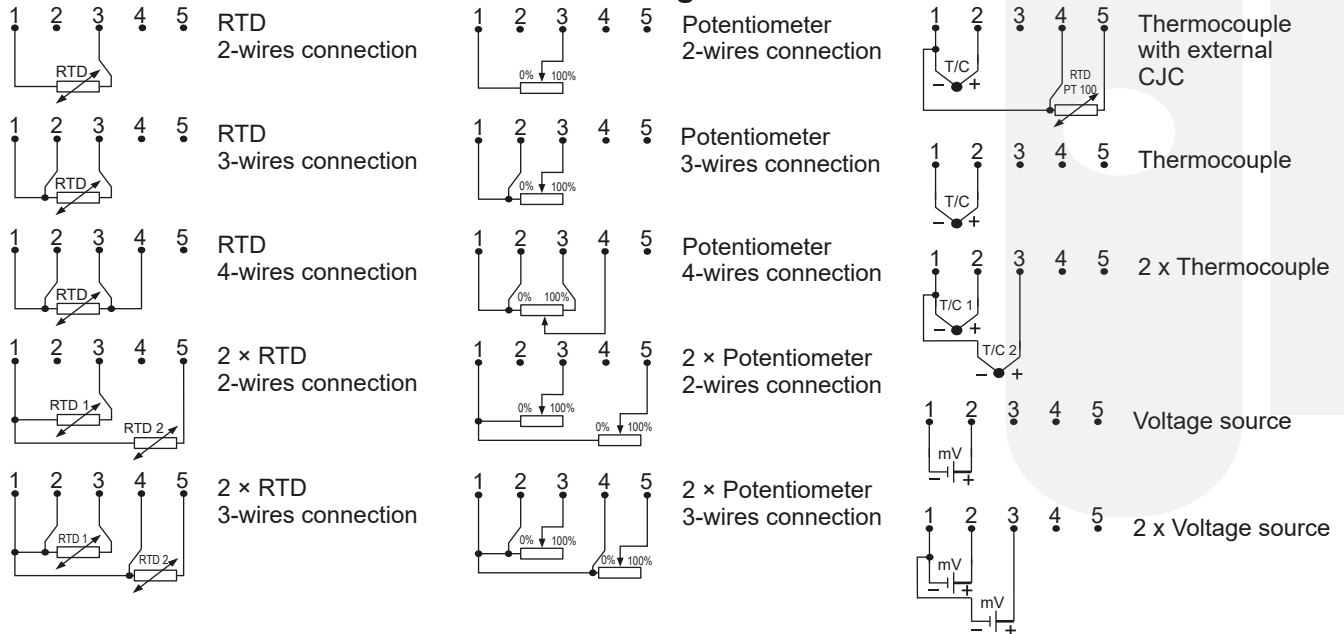 1 2 3 4 5
RTD
2-wires connection
RTD
1 2 3 4 5
RTD
3-wires connection
RTD
1 2 3 4 5
RTD
4-wires connection
RTD
1 2 3 4 5
2 × RTD
2-wires connection
RTD 1
RTD 2
1 2 3 4 5
2 × RTD
3-wires connection
RTD 1
RTD 2
1 2 3 4 5
Potentiometer
2-wires connection
0% 100%
1 2 3 4 5
Potentiometer
3-wires connection
0% 100%
1 2 3 4 5
Potentiometer
4-wires connection
0% 100%
1 2 3 4 5
2 × Potentiometer
2-wires connection
0% 100%
0% 100%
1 2 3 4 5
2 × Potentiometer
3-wires connection
0% 100%
0% 100%
1 2 3 4 5
Thermocouple
with external
CJC
T/C
– +
RTD
PT 100
1 2 3 4 5
Thermocouple
T/C
– +
1 2 3 4 5
2 x Thermocouple
T/C 1
– +
T/C 2
– +
1 2 3 4 5
Voltage source
mV
– +
1 2 3 4 5
2 x Voltage source
mV
– +
mV
– +